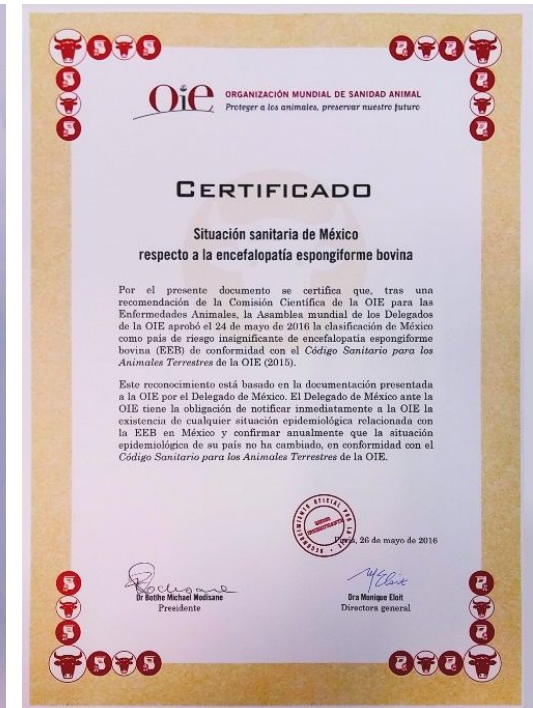 Oie
ORGANIZACIÓN MUNDIAL DE SANIDAD ANIMAL
Proteger a los animales, preservar nuestro futuro
CERTIFICADO
Situación sanitaria de México
respecto a la encefalopatía espongiforme bovina
Por el presente documento se certifica que, tras una
recomendación de la Comisión Científica de la OIE para las
Enfermedades Animales, la Asamblea mundial de los Delegados
de la OIE aprobó el 24 de mayo de 2016 la clasificación de México
como país de riesgo insignificante de encefalopatía espongiforme
bovina (EEB) de conformidad con el Código Sanitario para los
Animales Terrestres de la OIE (2015).
Este reconocimiento está basado en la documentación presentada
a la OIE por el Delegado de México. El Delegado de México ante la
OIE tiene la obligación de notificar inmediatamente a la OIE la
existencia de cualquier situación epidemiológica relacionada con
la EEB en México y confirmar anualmente que la situación
epidemiológica de su país no ha cambiado, en conformidad con el
Código Sanitario para los Animales Terrestres de la OIE.
RECONOCIMIENTO OFICIAL POR LA OIE
RIESGO
INSIGNIFICANTE
París, 26 de mayo de 2016
Dr Botlhe Michael Modisane
Presidente
Dra Monique Eloit
Directora general